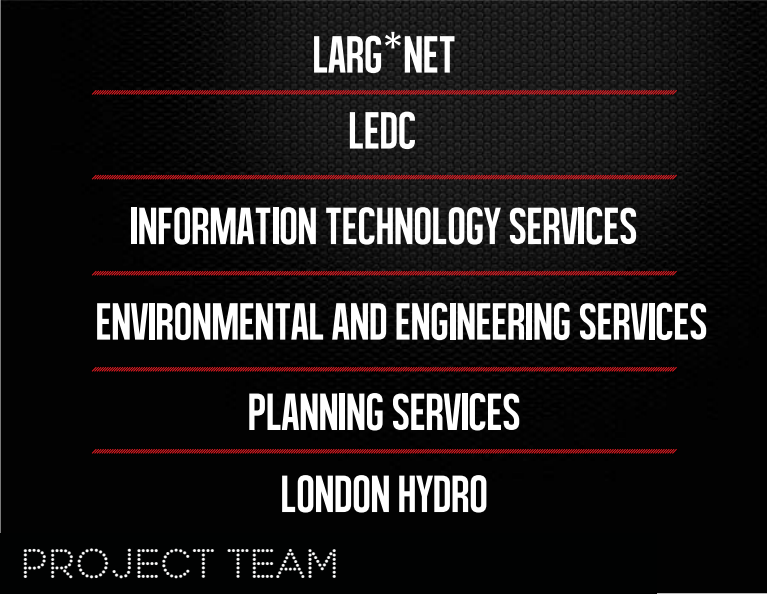 LARG*NET
LEDC
INFORMATION TECHNOLOGY SERVICES
ENVIRONMENTAL AND ENGINEERING SERVICES
PLANNING SERVICES
LONDON HYDRO
PROJECT TEAM